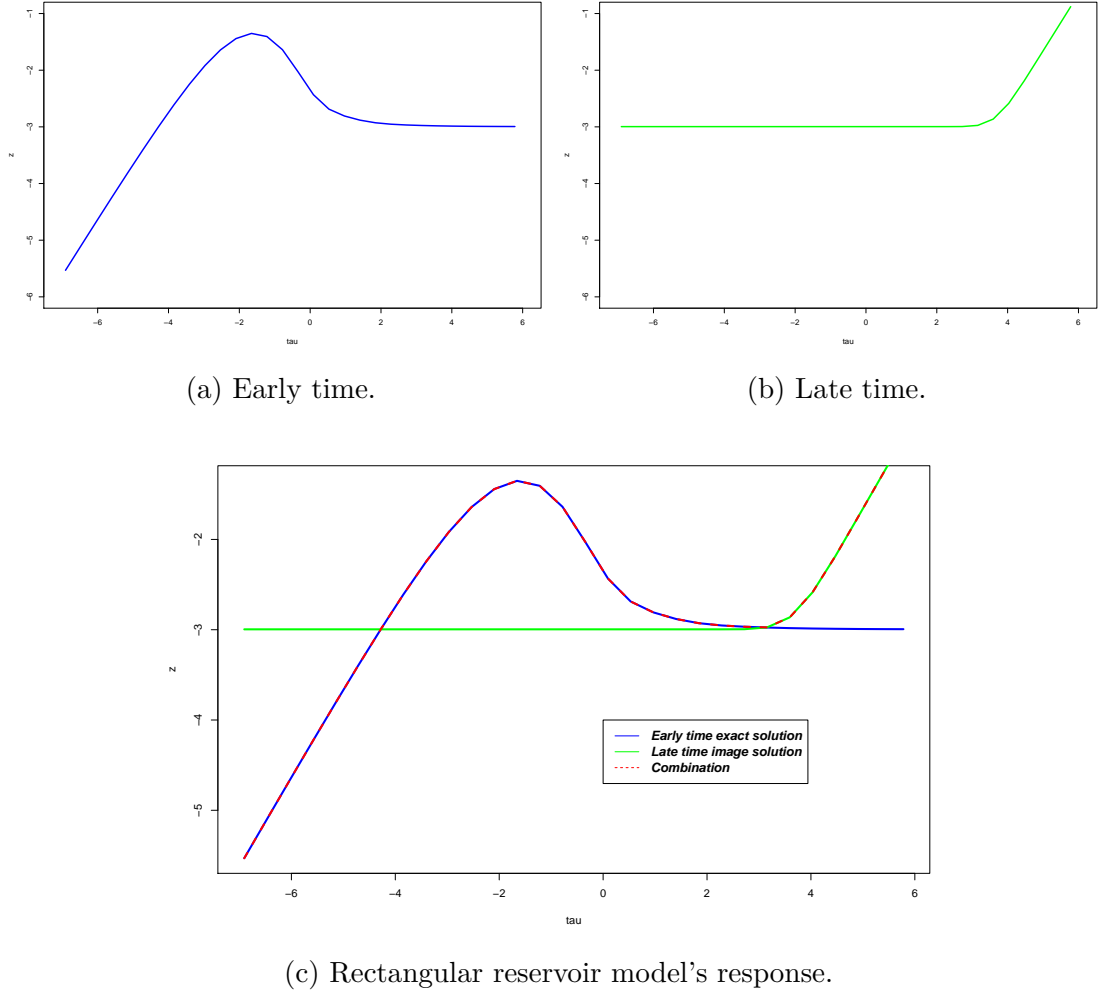 −1
−2
−3
−4
−5
−6
z
−6 −4 −2 0 2 4 6
tau
(a) Early time.
−1
−2
−3
−4
−5
−6
z
−6 −4 −2 0 2 4 6
tau
(b) Late time.
−2
−3
−4
−5
z
Early time exact solution
Late time image solution
Combination
−6 −4 −2 0 2 4 6
tau
(c) Rectangular reservoir model's response.